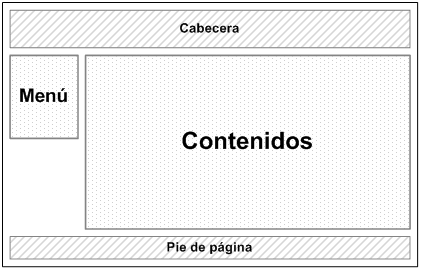 Cabecera
Menú
Contenidos
Pie de página